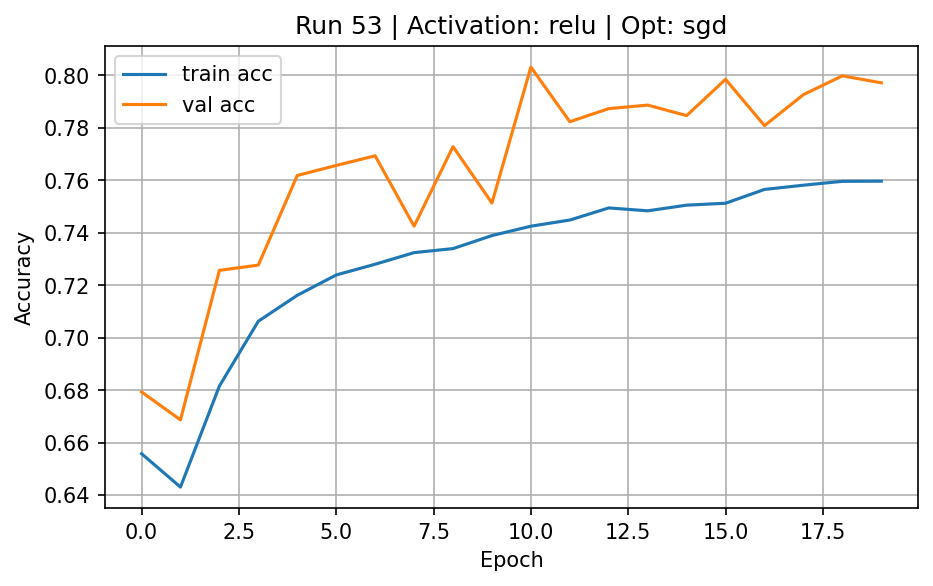 Run 53 | Activation: relu | Opt: sgd
train acc
val acc
Accuracy
0.80
0.78
0.76
0.74
0.72
0.70
0.68
0.66
0.64
0.0 2.5 5.0 7.5 10.0 12.5 15.0 17.5
Epoch